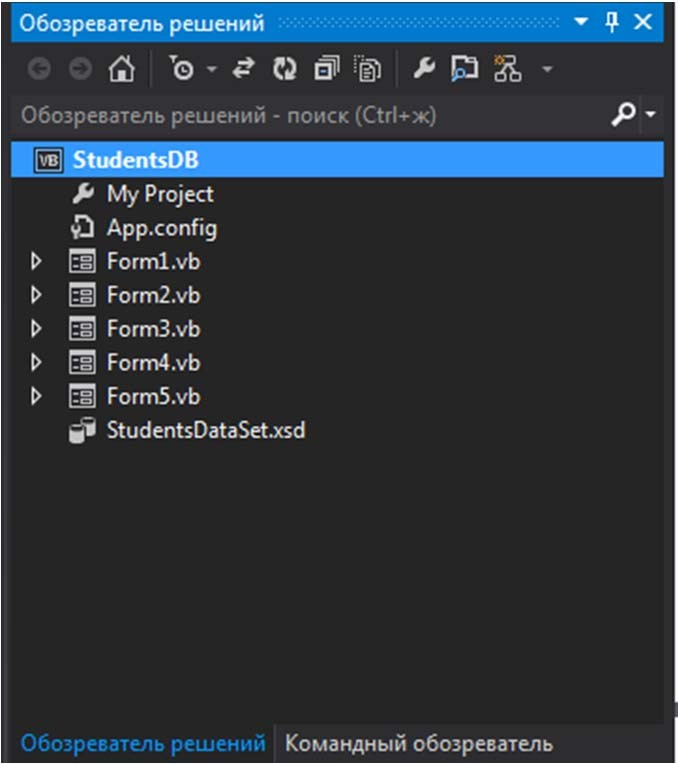 Обозреватель решений
Обозреватель решений - поиск (Ctrl+ж)
VB StudentsDB
My Project
App.config
Form1.vb
Form2.vb
Form3.vb
Form4.vb
Form5.vb
StudentsDataSet.xsd
Обозреватель решений Командный обозреватель